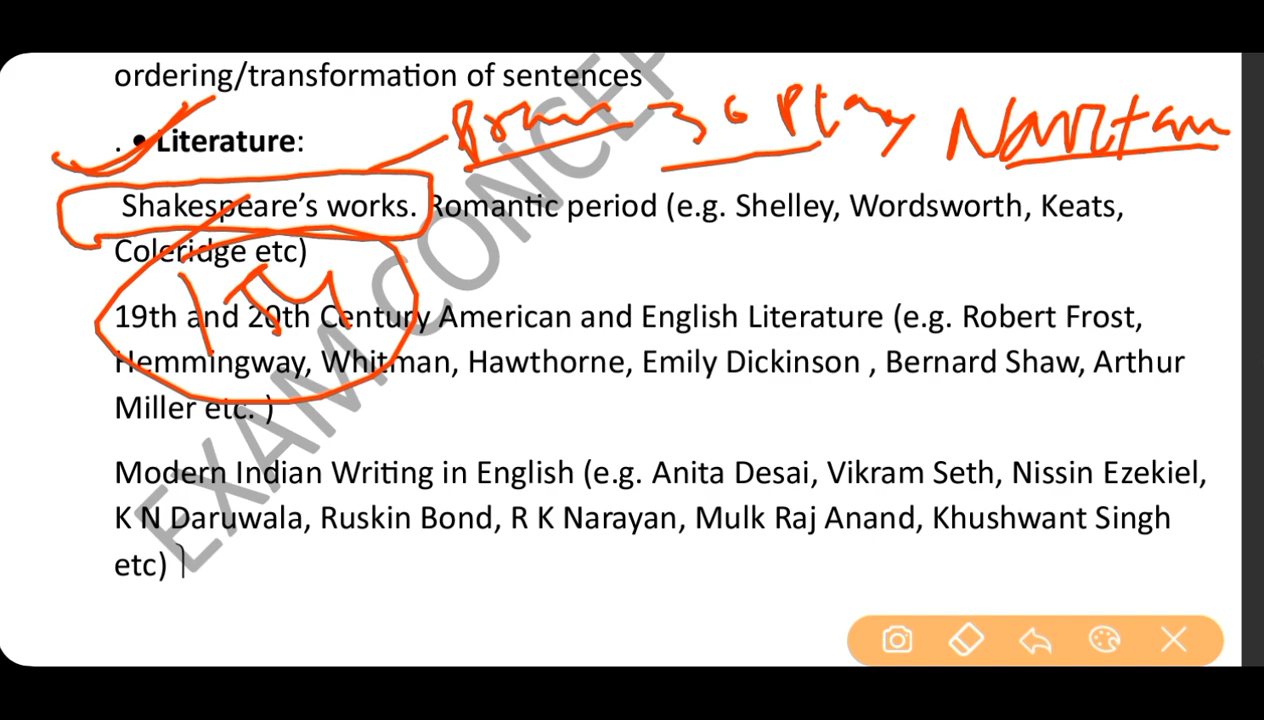 ordering/transformation of sentences
. • Literature:
36 Play
Shakespeare's works. Romantic period (e.g. Shelley, Wordsworth, Keats,
Coleridge etc)
19th and 20th Century American and English Literature (e.g. Robert Frost,
Hemmingway, Whitman, Hawthorne, Emily Dickinson , Bernard Shaw, Arthur
Miller etc. )
Modern Indian Writing in English (e.g. Anita Desai, Vikram Seth, Nissin Ezekiel,
K N Daruwala, Ruskin Bond, R K Narayan, Mulk Raj Anand, Khushwant Singh
etc)
EXAM CONCEP